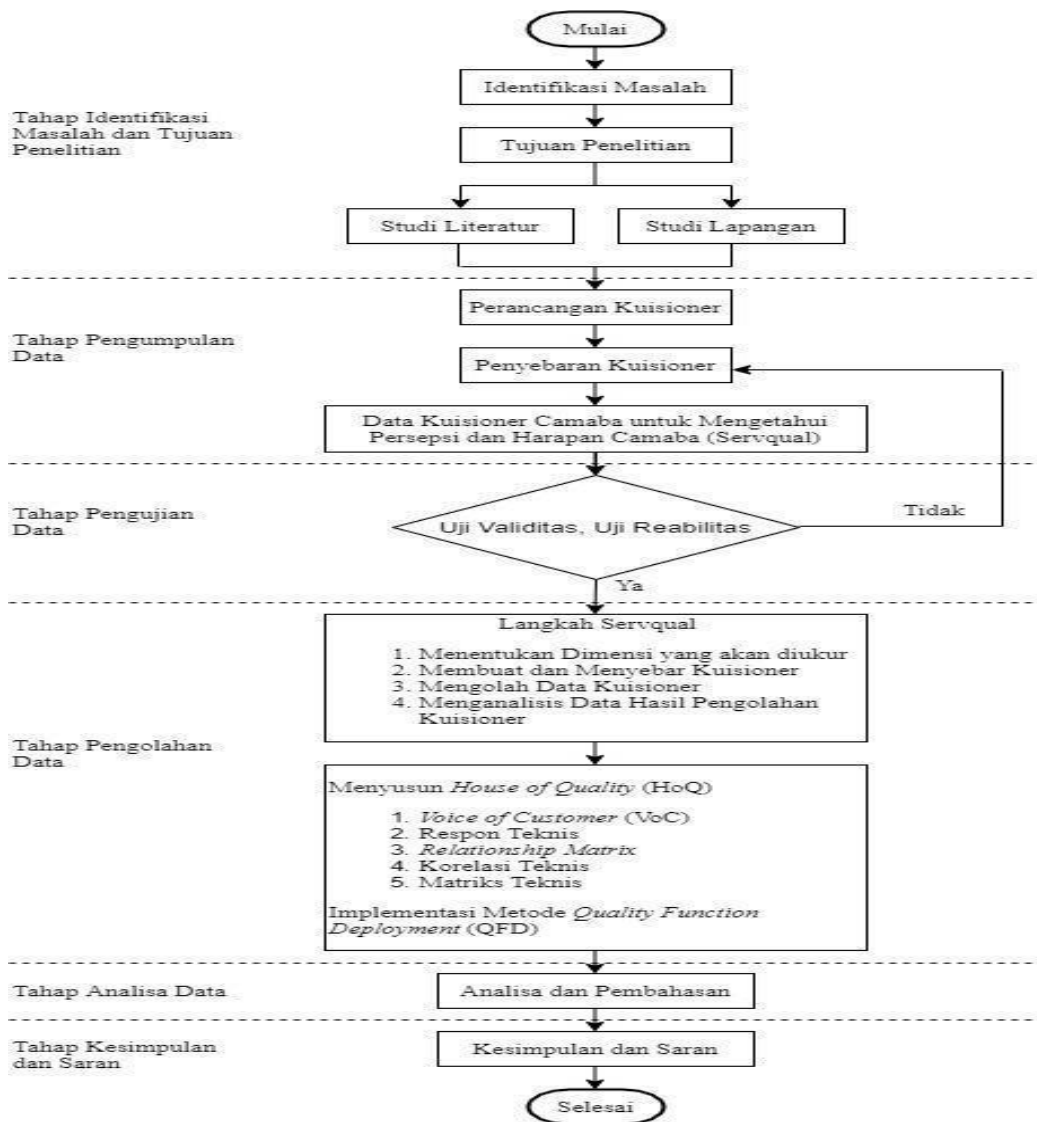 Mulai
Tahap Identifikasi
Masalah dan Tujuan
Penelitian
Identifikasi Masalah
Tujuan Penelitian
Studi Literatur
Studi Lapangan
Tahap Pengumpulan
Data
Perancangan Kuisioner
Penyebaran Kuisioner
Data Kuisioner Camaba untuk Mengetahui
Persepsi dan Harapan Camaba (Servqual)
Tahap Pengujian
Data
Uji Validitas, Uji Reabilitas
Tidak
Ya
Tahap Pengolahan
Data
Langkah Servqual
1. Menentukan Dimensi yang akan diukur
2. Membuat dan Menyebar Kuisioner
3. Mengolah Data Kuisioner
4. Menganalisis Data Hasil Pengolahan
Kuisioner
Menyusun House of Quality (HoQ)
1. Voice of Customer (VoC)
2. Respon Teknis
3. Relationship Matrix
4. Korelasi Teknis
5. Matriks Teknis
Implementasi Metode Quality Function
Deployment (QFD)
Tahap Analisa Data
Analisa dan Pembahasan
Tahap Kesimpulan
dan Saran
Kesimpulan dan Saran
Selesai